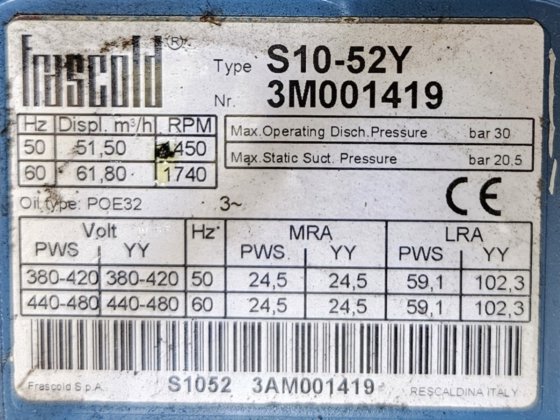 Frascold ®
Type S10-52Y
Nr. 3M001419
Hz Displ. m³/h RPM
50 51,50 1450
60 61,80 1740
Max.Operating Disch.Pressure bar 30
Max.Static Suct. Pressure bar 20.5
Oil type: POE32 3~
CE
Volt Hz MRA LRA
PWS YY PWS YY PWS YY
380-420 380-420 50 24,5 24,5 59,1 102,3
440-480 440-480 60 24,5 24,5 59,1 102,3
Frascold S.p.A. S1052 3AM001419 RESCALDINA ITALY